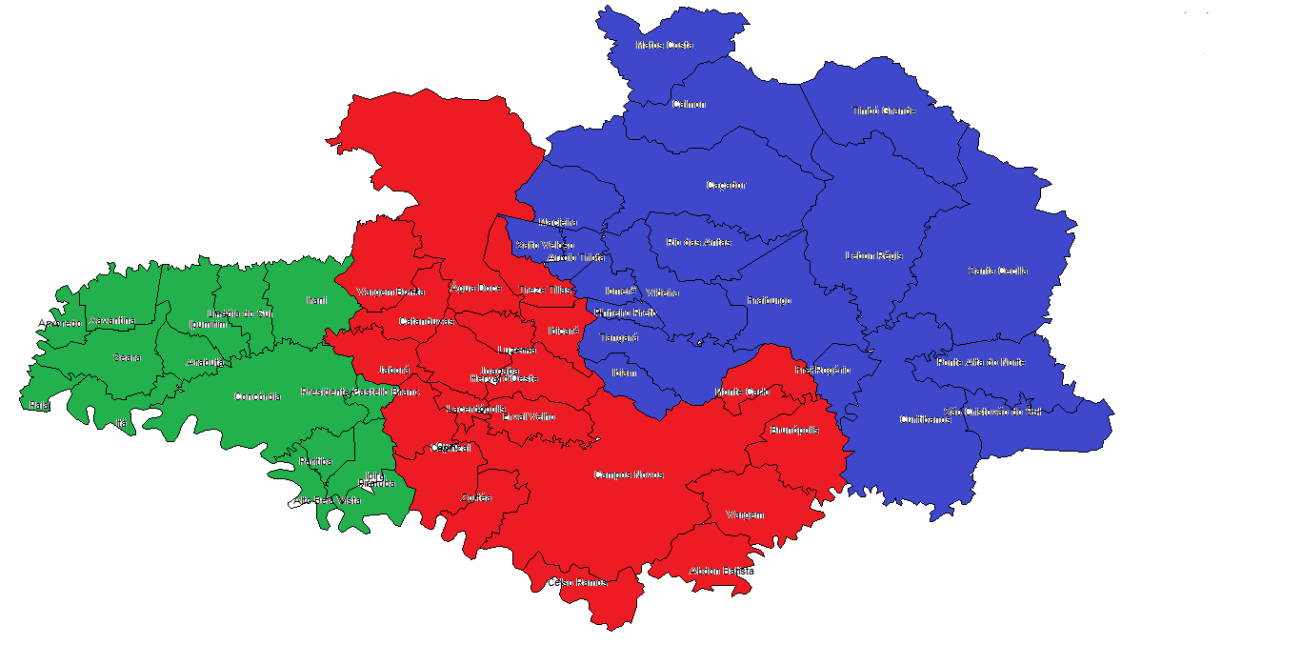 Matos Costa
Calmon
Timbó Grande
Caçador
Macieira
Salto Veloso
Rio das Antas
Arroio Trinta
Lebon Régis
Santa Cecília
Irani
Vargem Bonita
Água Doce
Treze Tílias
Iomerê
Videira
Fraiburgo
Lindóia do Sul
Ipumirim
Arvoredo
Xavantina
Catanduvas
Ibicaré
Pinheiro Preto
Tangará
Luzerna
Seara
Arabutã
Jaborá
Joaçaba
Herval d'Oeste
Ibiam
Frei Rogério
Ponte Alta do Norte
Concórdia
Presidente Castello Branco
Monte Carlo
Paial
Lacerdópolis
Erval Velho
São Cristovão do Sul
Curitibanos
Itá
Brunópolis
Peritiba
Campos Novos
Ipira
Piratuba
Alto Bela Vista
Zortéa
Vargem
Abdon Batista
Celso Ramos